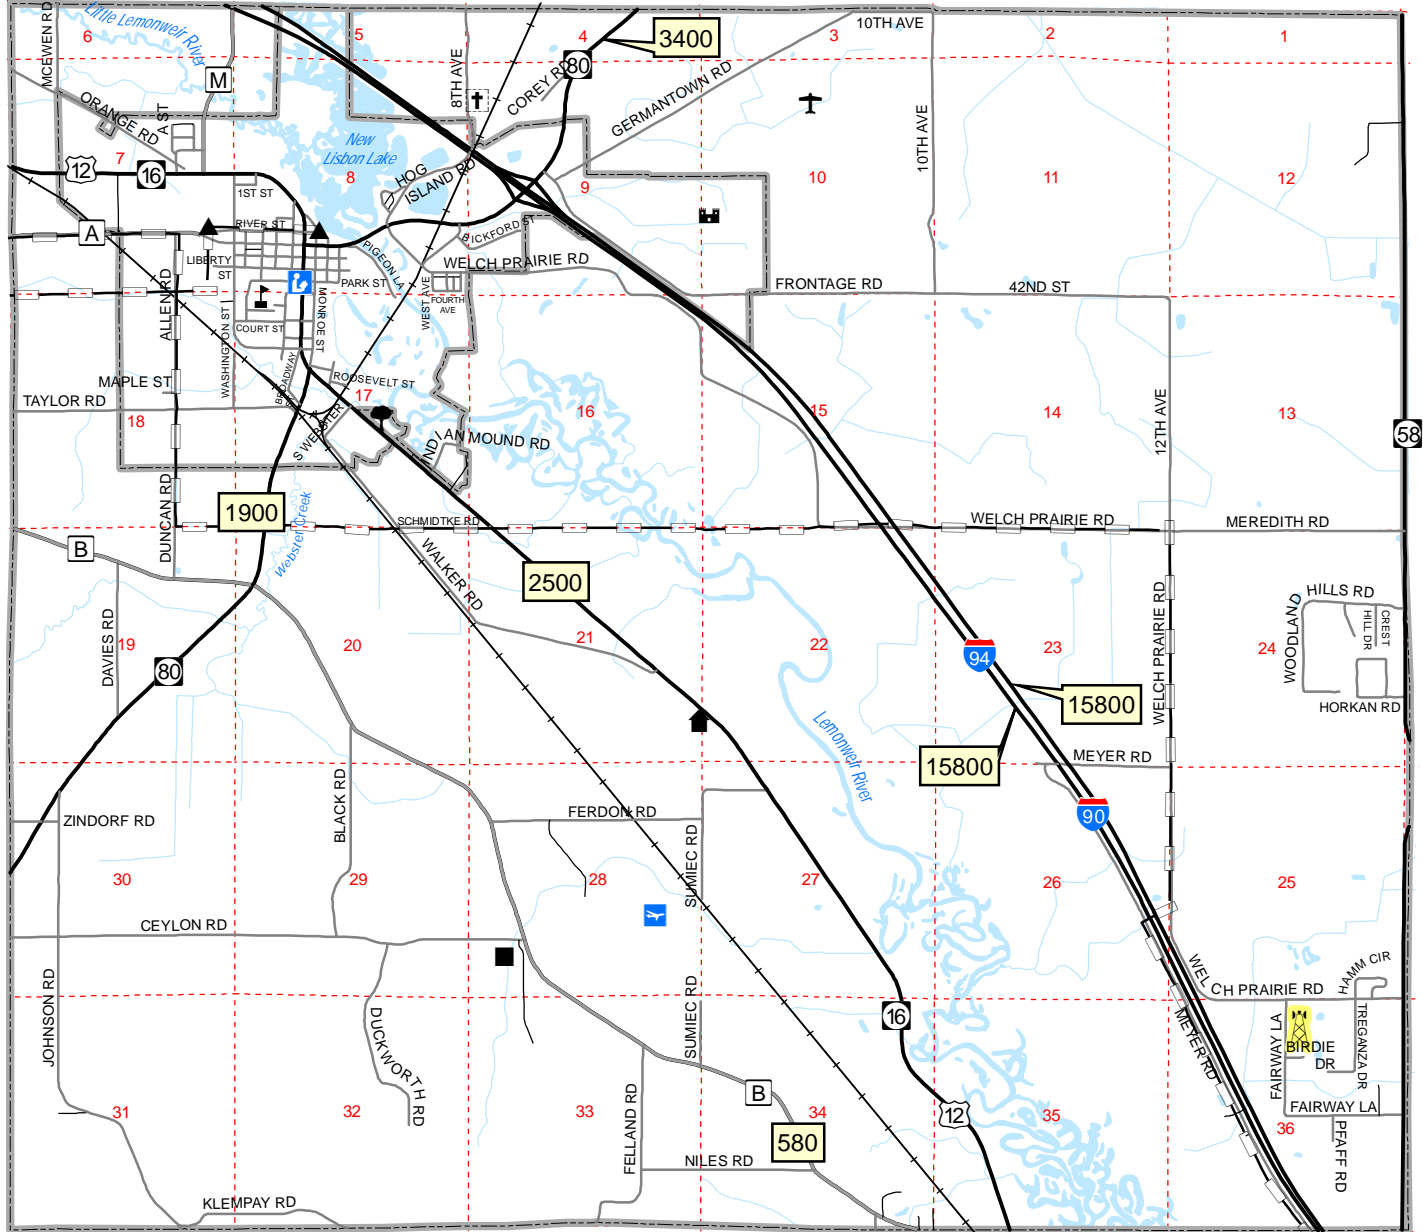 MCEWEN RD
Little Lemonweir River
6
5
4
3400
3
10TH AVE
2
1
M
8TH AVE
COREY RD
80
GERMANTOWN RD
ORANGE RD
A ST
10TH AVE
New
Lisbon Lake
7
12
16
8
HOG
ISLAND RD
9
10
11
12
1ST ST
A
RIVER ST
BICKFORD ST
PIGEON LA
LIBERTY
ST
WELCH PRAIRIE RD
PARK ST
FRONTAGE RD
42ND ST
ALLEN RD
WASHINGTON ST
MONROE ST
WEST AVE
FOURTH
AVE
COURT ST
BROADWAY
ROOSEVELT ST
MAPLE ST
TAYLOR RD
17
18
16
15
14
13
12TH AVE
58
S WEBSTER
INDIAN MOUND RD
DUNCAN RD
1900
Webster Creek
SCHMIDTKE RD
WELCH PRAIRIE RD
MEREDITH RD
B
WALKER RD
2500
DAVIES RD
19
20
21
22
23
24
80
94
WELCH PRAIRIE RD
WOODLAND
HILLS RD
CREST
HILL DR
HORKAN RD
15800
15800
Lemonweir River
MEYER RD
90
ZINDORF RD
BLACK RD
FERDON RD
SUMIEC RD
30
29
28
27
26
25
CEYLON RD
JOHNSON RD
DUCKWORTH RD
SUMIEC RD
16
WELCH PRAIRIE RD
HAMM CIR
MEYER RD
FAIRWAY LA
BIRDIE
DR
TREGANZA DR
FAIRWAY LA
PFAFF RD
31
32
33
34
35
36
B
12
580
FELLAND RD
NILES RD
KLEMPAY RD